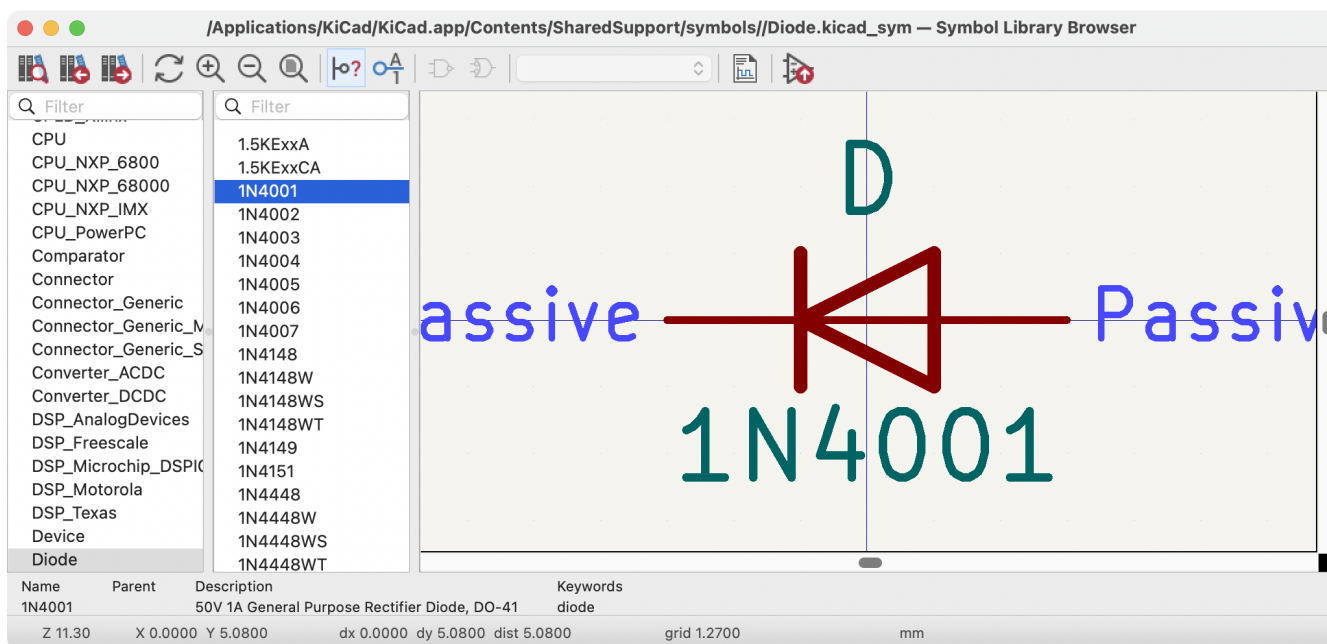 /Applications/KiCad/KiCad.app/Contents/SharedSupport/symbols//Diode.kicad_sym — Symbol Library Browser
Filter
CPU
CPU_NXP_6800
CPU_NXP_68000
CPU_NXP_IMX
CPU_PowerPC
Comparator
Connector
Connector_Generic
Connector_Generic_M
Connector_Generic_S
Converter_ACDC
Converter_DCDC
DSP_AnalogDevices
DSP_Freescale
DSP_Microchip_DSPI
DSP_Motorola
DSP_Texas
Device
Diode
Filter
1.5KExxA
1.5KExxCA
1N4001
1N4002
1N4003
1N4004
1N4005
1N4006
1N4007
1N4148
1N4148W
1N4148WS
1N4148WT
1N4149
1N4151
1N4448
1N4448W
1N4448WS
1N4448WT
D
assive Passiv
1N4001
Name Parent Description Keywords
1N4001 50V 1A General Purpose Rectifier Diode, DO-41 diode
Z 11.30 X 0.0000 Y 5.0800 dx 0.0000 dy 5.0800 dist 5.0800 grid 1.2700 mm